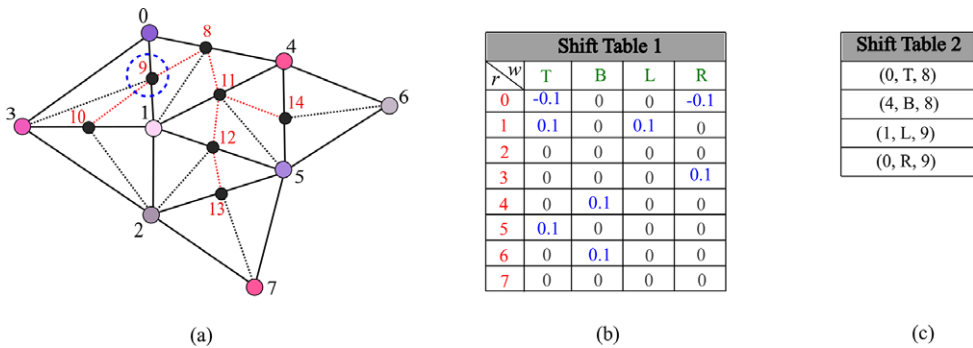 0
8
4
9
11
3
10
1
14
6
12
5
2
13
7
(a)
Shift Table 1
r w T B L R
0 -0.1 0 0 -0.1
1 0.1 0 0.1 0
2 0 0 0 0
3 0 0 0 0.1
4 0 0.1 0 0
5 0.1 0 0 0
6 0 0.1 0 0
7 0 0 0 0
(b)
Shift Table 2
(0, T, 8)
(4, B, 8)
(1, L, 9)
(0, R, 9)
(c)